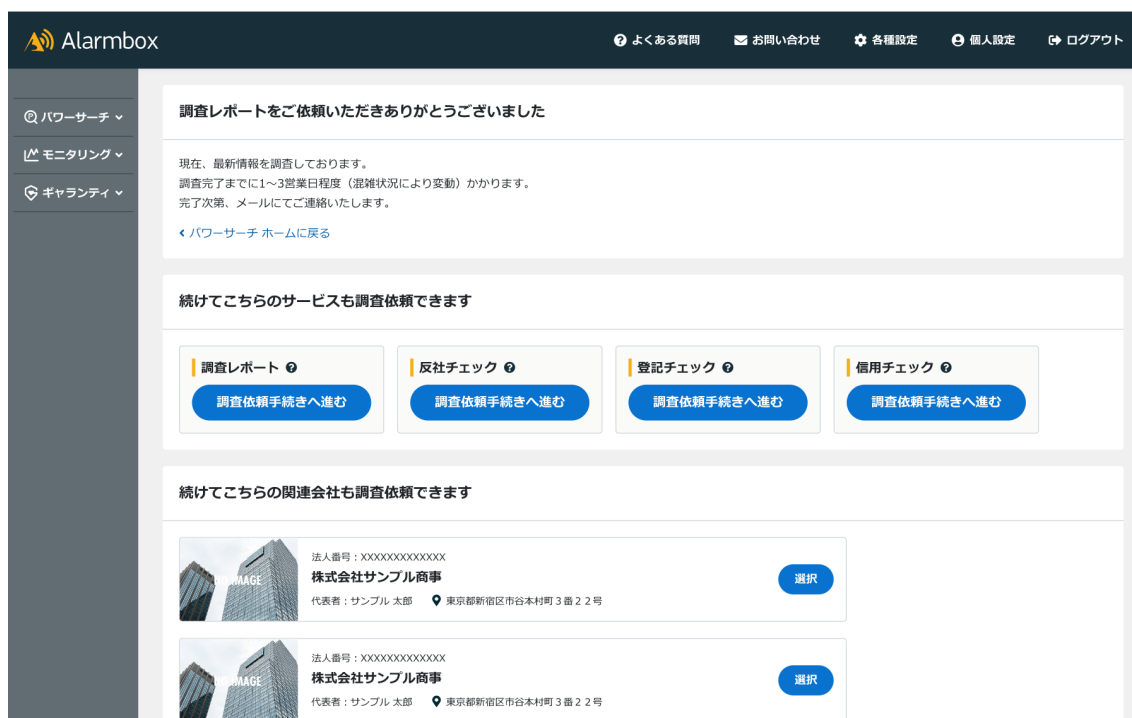 Alarmbox
よくある質問
お問い合わせ
各種設定
個人設定
ログアウト
パワーサーチ
モニタリング
ギャランティ
調査レポートをご依頼いただきありがとうございました
現在、最新情報を調査しております。
調査完了までに1〜3営業日程度（混雑状況により変動）かかります。
完了次第、メールにてご連絡いたします。
パワーサーチ ホームに戻る
続けてこちらのサービスも調査依頼できます
調査レポート
調査依頼手続きへ進む
反社チェック
調査依頼手続きへ進む
登記チェック
調査依頼手続きへ進む
信用チェック
調査依頼手続きへ進む
続けてこちらの関連会社も調査依頼できます
法人番号：XXXXXXXXXXXXX
株式会社サンプル商事
代表者：サンプル 太郎 東京都新宿区市谷本村町３番２２号
選択
法人番号：XXXXXXXXXXXXX
株式会社サンプル商事
代表者：サンプル 太郎 東京都新宿区市谷本村町３番２２号
選択